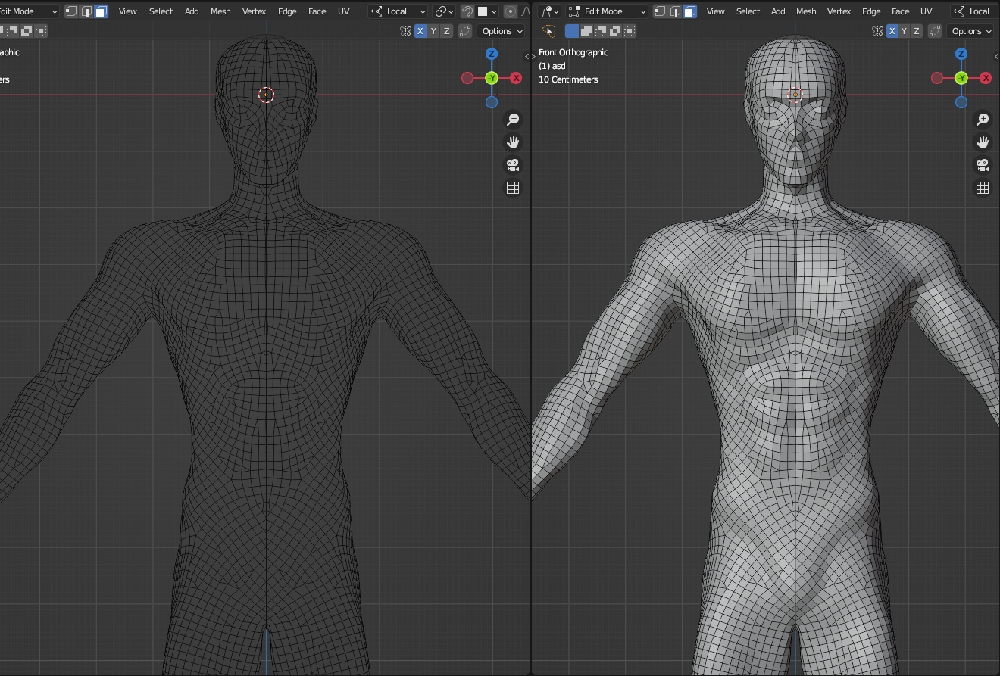 dit Mode View Select Add Mesh Vertex Edge Face UV Local
X Y Z Options
aphic
ers
Z
-Y X
Edit Mode View Select Add Mesh Vertex Edge Face UV Local
X Y Z Options
Front Orthographic
(1) asd
10 Centimeters
Z
-Y X